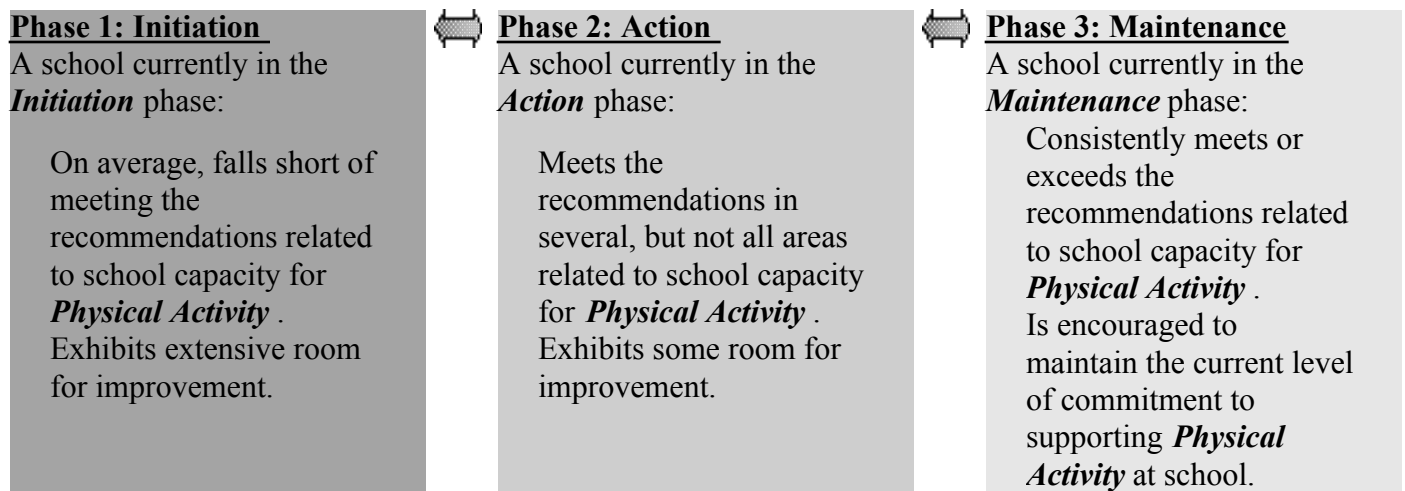 Phase 1: Initiation
A school currently in the
Initiation phase:
On average, falls short of
meeting the
recommendations related
to school capacity for
Physical Activity .
Exhibits extensive room
for improvement.
Phase 2: Action
A school currently in the
Action phase:
Meets the
recommendations in
several, but not all areas
related to school capacity
for Physical Activity .
Exhibits some room for
improvement.
Phase 3: Maintenance
A school currently in the
Maintenance phase:
Consistently meets or
exceeds the
recommendations related
to school capacity for
Physical Activity .
Is encouraged to
maintain the current level
of commitment to
supporting Physical
Activity at school.